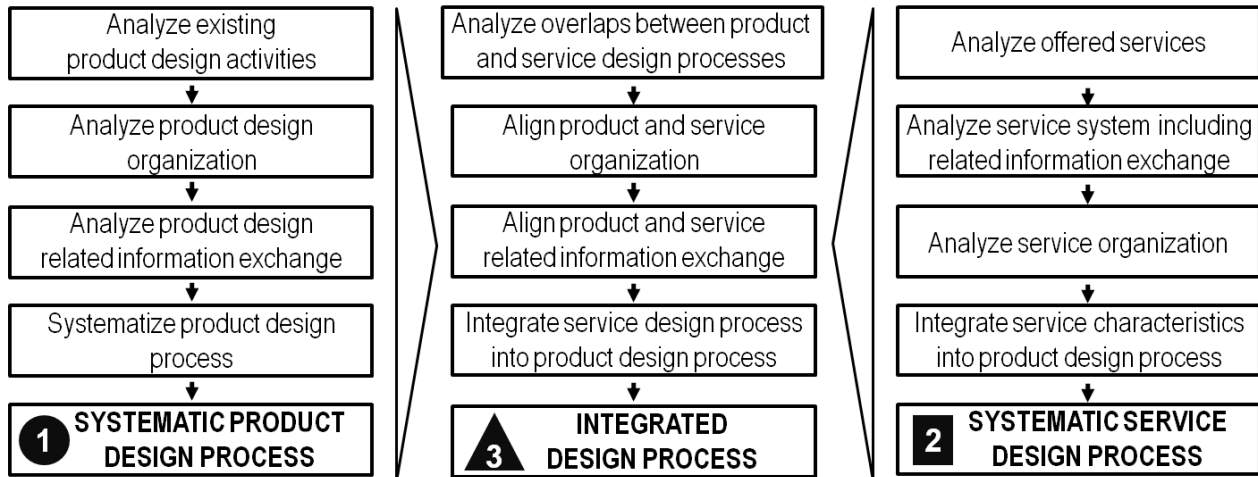 Analyze existing
product design activities
Analyze product design
organization
Analyze product design
related information exchange
Systematize product design
process
1 SYSTEMATIC PRODUCT
DESIGN PROCESS
Analyze overlaps between product
and service design processes
Align product and service
organization
Align product and service
related information exchange
Integrate service design process
into product design process
3 INTEGRATED
DESIGN PROCESS
Analyze offered services
Analyze service system including
related information exchange
Analyze service organization
Integrate service characteristics
into product design process
2 SYSTEMATIC SERVICE
DESIGN PROCESS